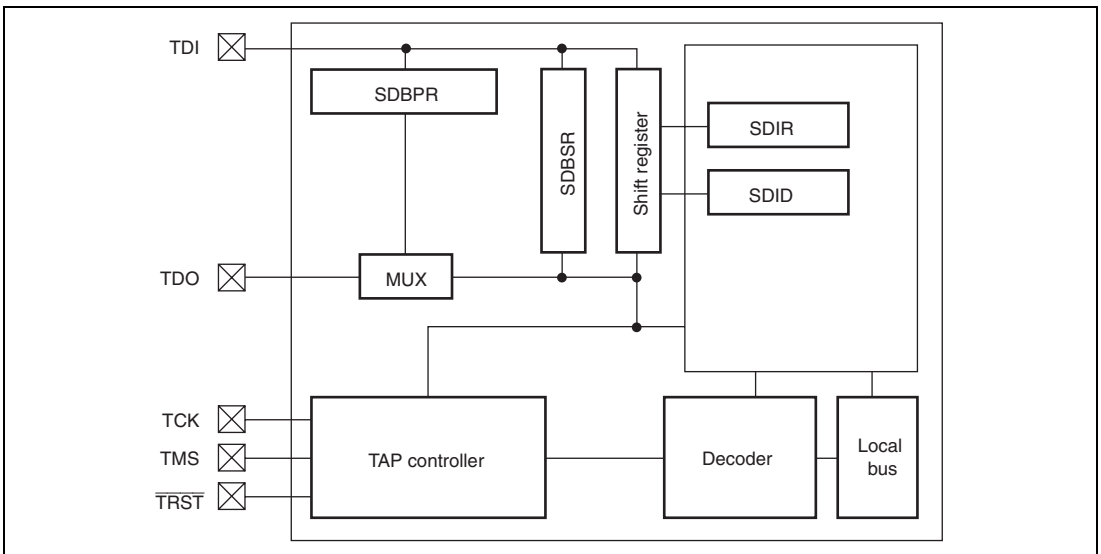 TDI
SDBPR
SDBSR
Shift register
SDIR
SDID
TDO
MUX
TCK
TMS
TRST
TAP controller
Decoder
Local
bus